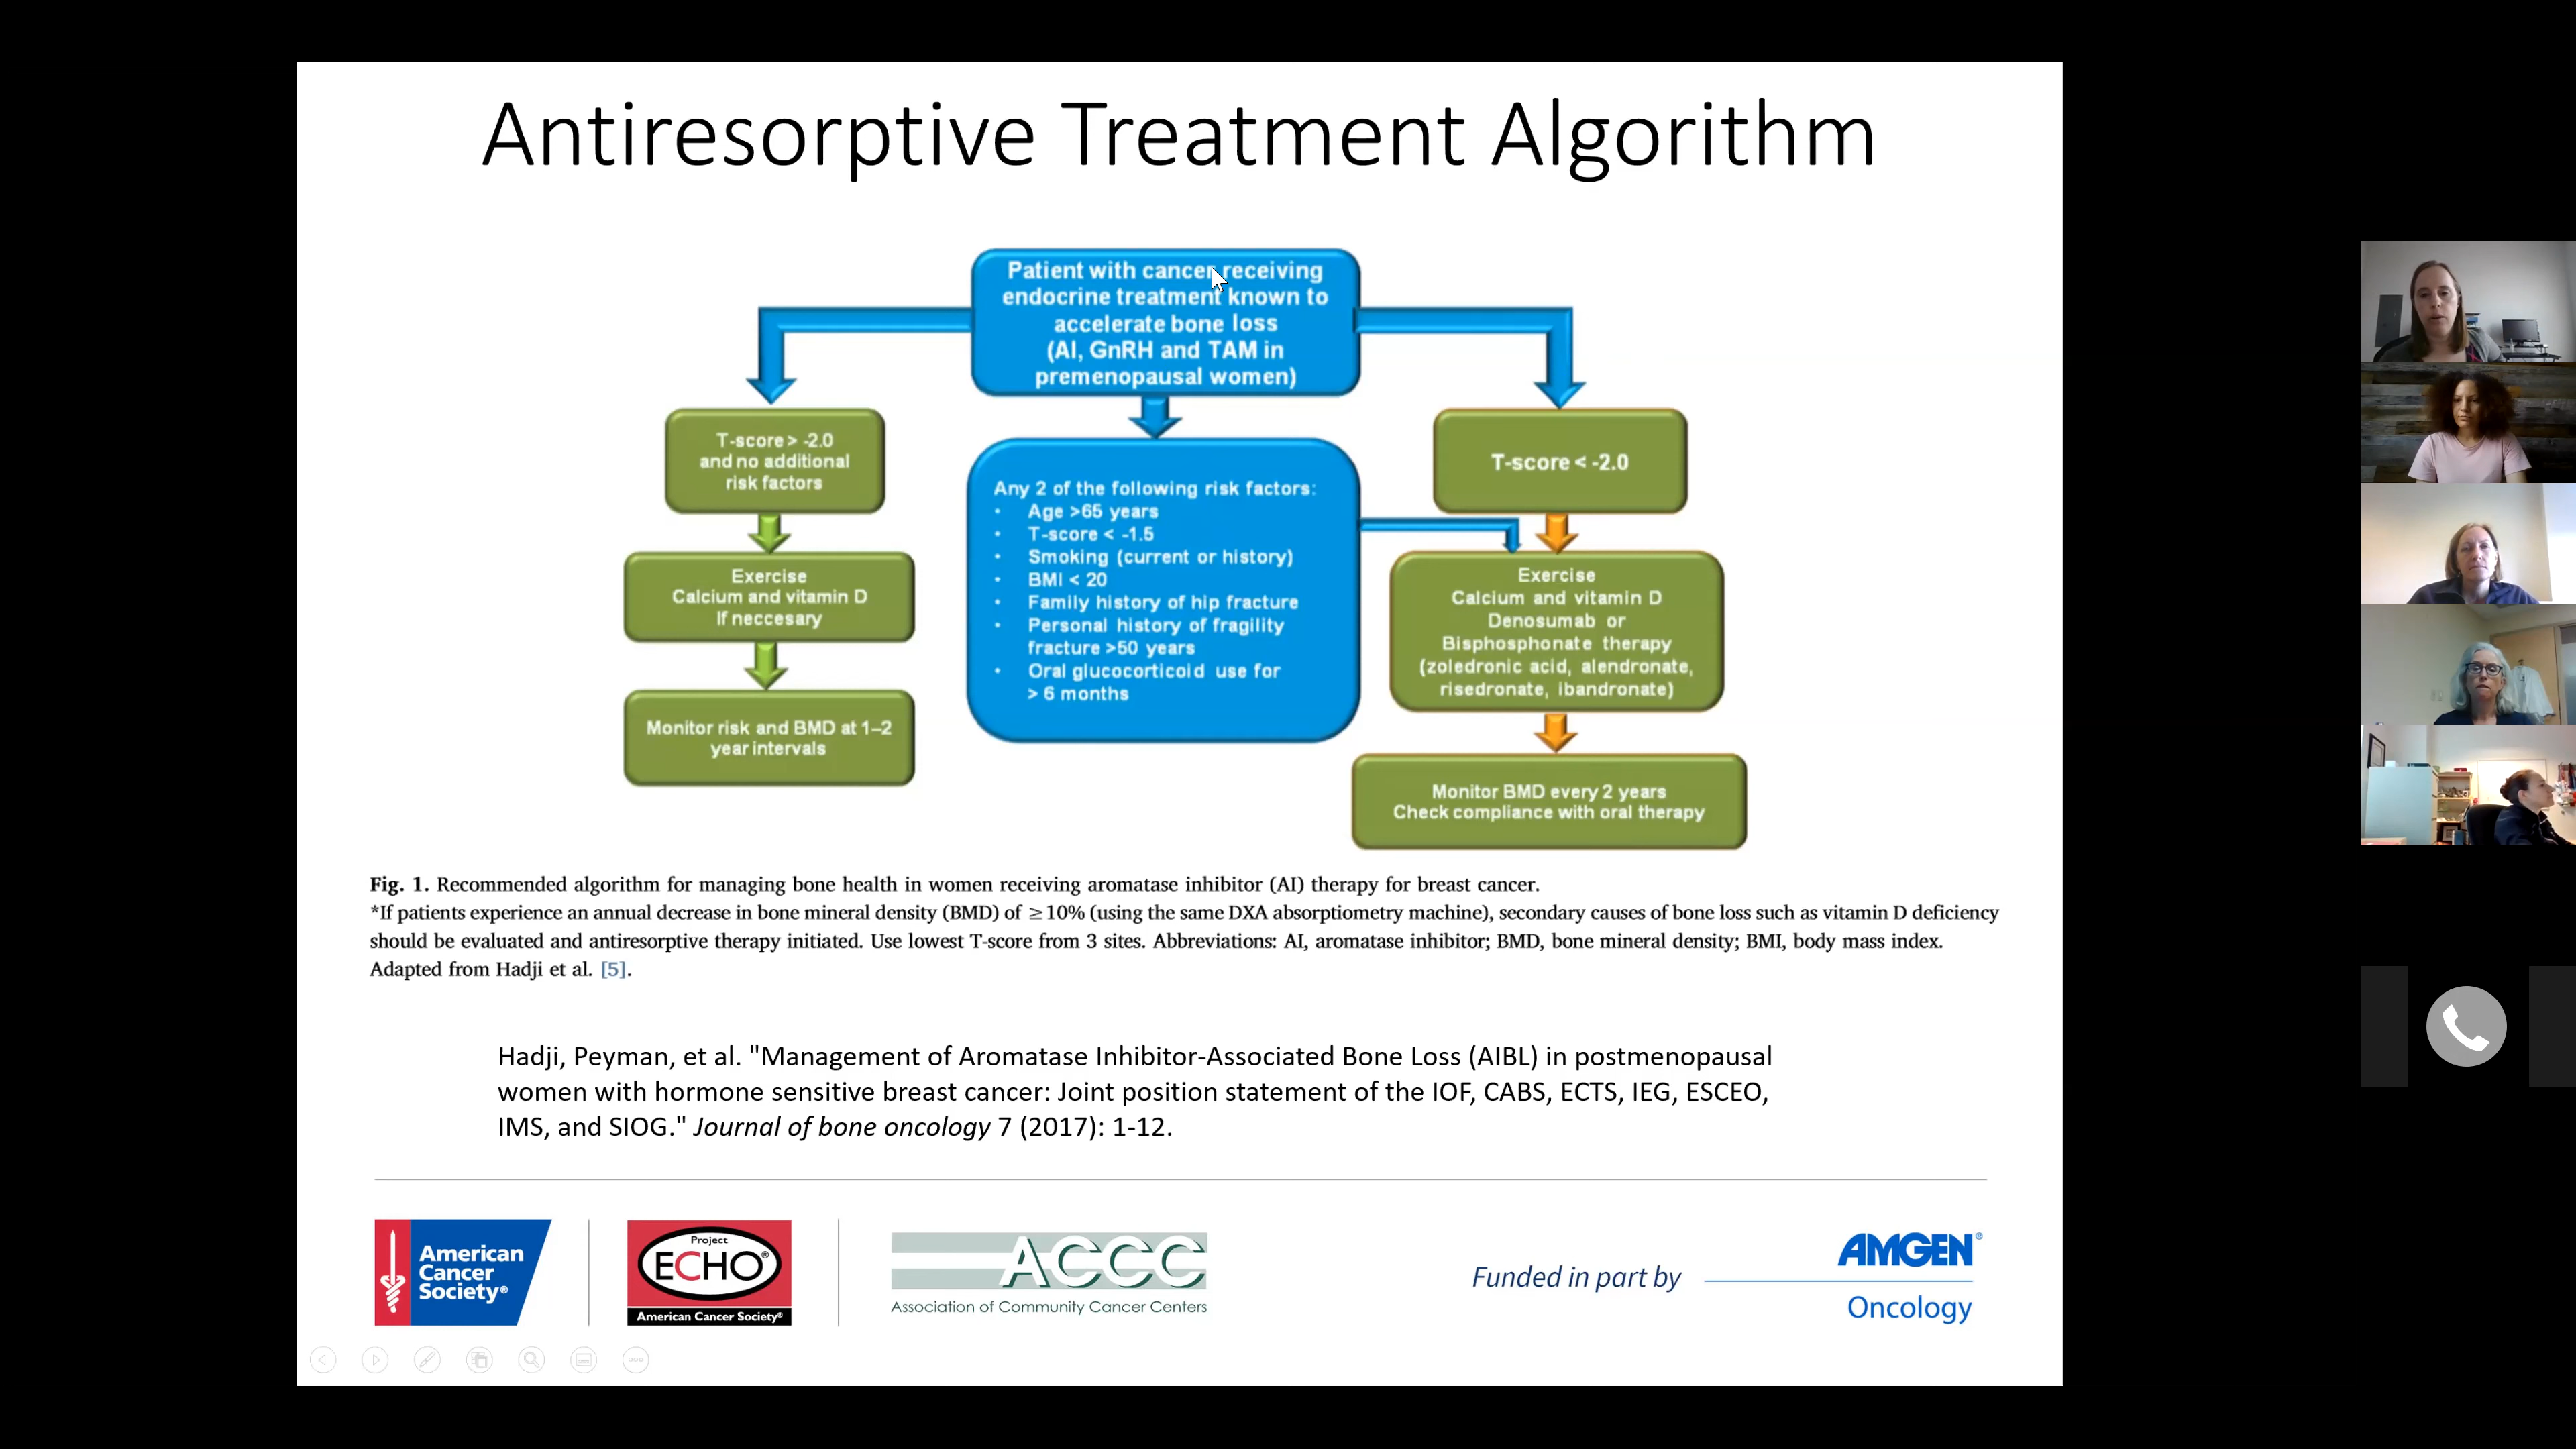 Antiresorptive Treatment Algorithm
Patient with cancer receiving
endocrine treatment known to
accelerate bone loss
(AI, GnRH and TAM in
premenopausal women)
T-score > -2.0
and no additional
risk factors
Exercise
Calcium and vitamin D
If neccesary
Monitor risk and BMD at 1–2
year intervals
Any 2 of the following risk factors:
• Age >65 years
• T-score < -1.5
• Smoking (current or history)
• BMI < 20
• Family history of hip fracture
• Personal history of fragility
fracture >50 years
• Oral glucocorticoid use for
> 6 months
T-score < -2.0
Exercise
Calcium and vitamin D
Denosumab or
Bisphosphonate therapy
(zoledronic acid, alendronate,
risedronate, ibandronate)
Monitor BMD every 2 years
Check compliance with oral therapy
Fig. 1. Recommended algorithm for managing bone health in women receiving aromatase inhibitor (AI) therapy for breast cancer.
*If patients experience an annual decrease in bone mineral density (BMD) of ≥10% (using the same DXA absorptiometry machine), secondary causes of bone loss such as vitamin D deficiency
should be evaluated and antiresorptive therapy initiated. Use lowest T-score from 3 sites. Abbreviations: AI, aromatase inhibitor; BMD, bone mineral density; BMI, body mass index.
Adapted from Hadji et al. [5].
Hadji, Peyman, et al. "Management of Aromatase Inhibitor-Associated Bone Loss (AIBL) in postmenopausal
women with hormone sensitive breast cancer: Joint position statement of the IOF, CABS, ECTS, IEG, ESCEO,
IMS, and SIOG." Journal of bone oncology 7 (2017): 1-12.
American
Cancer
Society®
Project
ECHO®
American Cancer Society®
ACCC
Association of Community Cancer Centers
Funded in part by
AMGEN®
Oncology